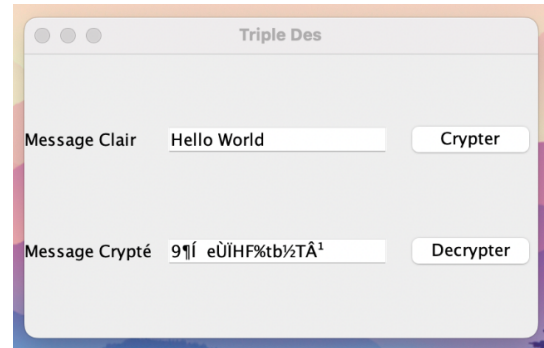 Triple Des
Message Clair Hello World Crypter
Message Crypté 9¶Í eÙÏHF%tb½TÂ¹ Decrypter